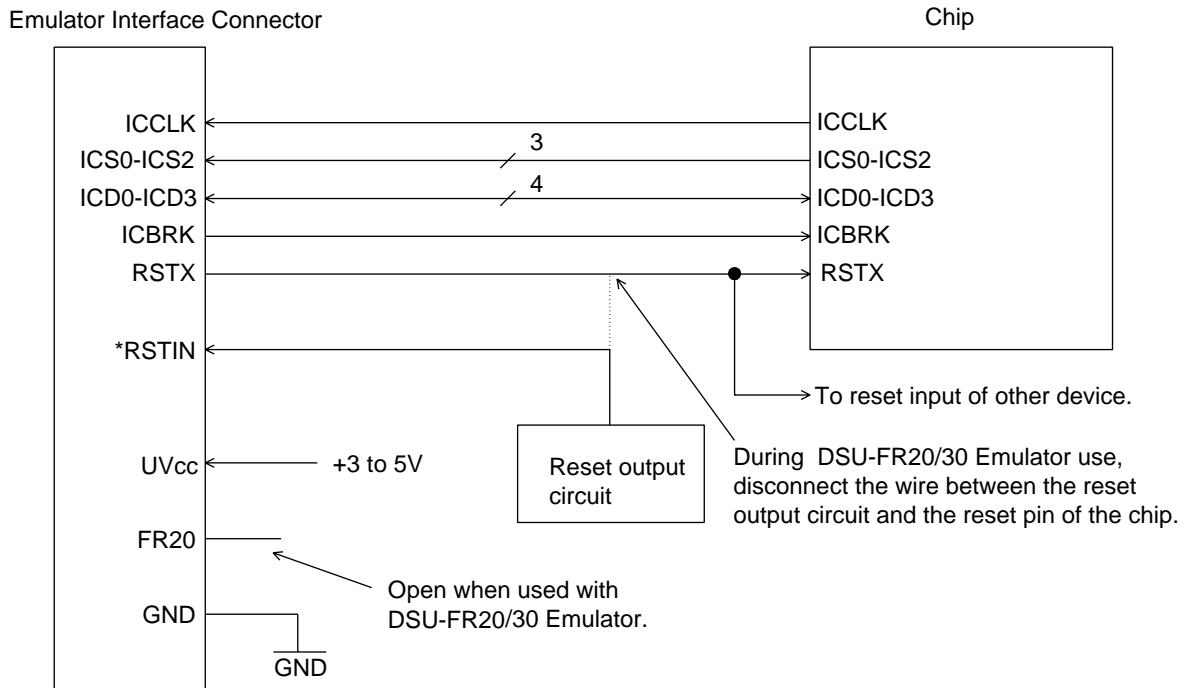 Emulator Interface Connector
Chip
ICCLK
ICCLK
3
ICS0-ICS2
ICS0-ICS2
4
ICD0-ICD3
ICD0-ICD3
ICBRK
ICBRK
RSTX
RSTX
*RSTIN
To reset input of other device.
UVcc
+3 to 5V
Reset output
circuit
During DSU-FR20/30 Emulator use,
disconnect the wire between the reset
output circuit and the reset pin of the chip.
FR20
Open when used with
DSU-FR20/30 Emulator.
GND
GND